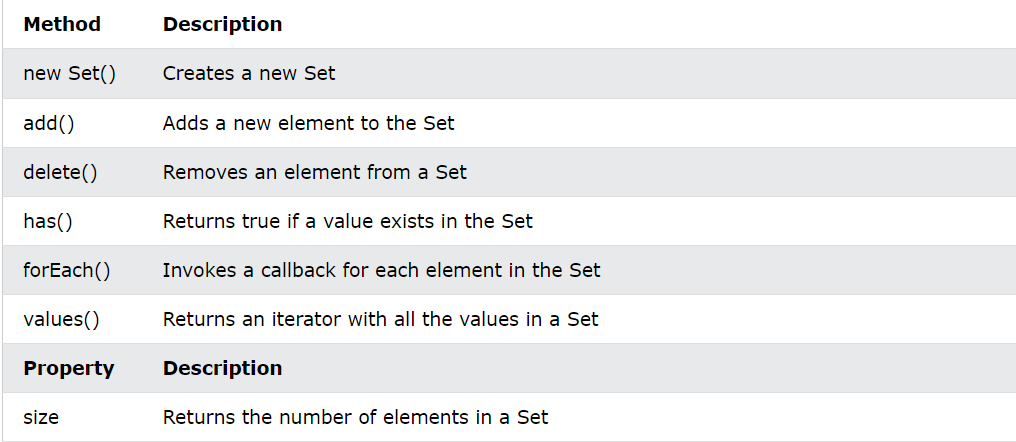 Method Description
new Set() Creates a new Set
add() Adds a new element to the Set
delete() Removes an element from a Set
has() Returns true if a value exists in the Set
forEach() Invokes a callback for each element in the Set
values() Returns an iterator with all the values in a Set
Property Description
size Returns the number of elements in a Set